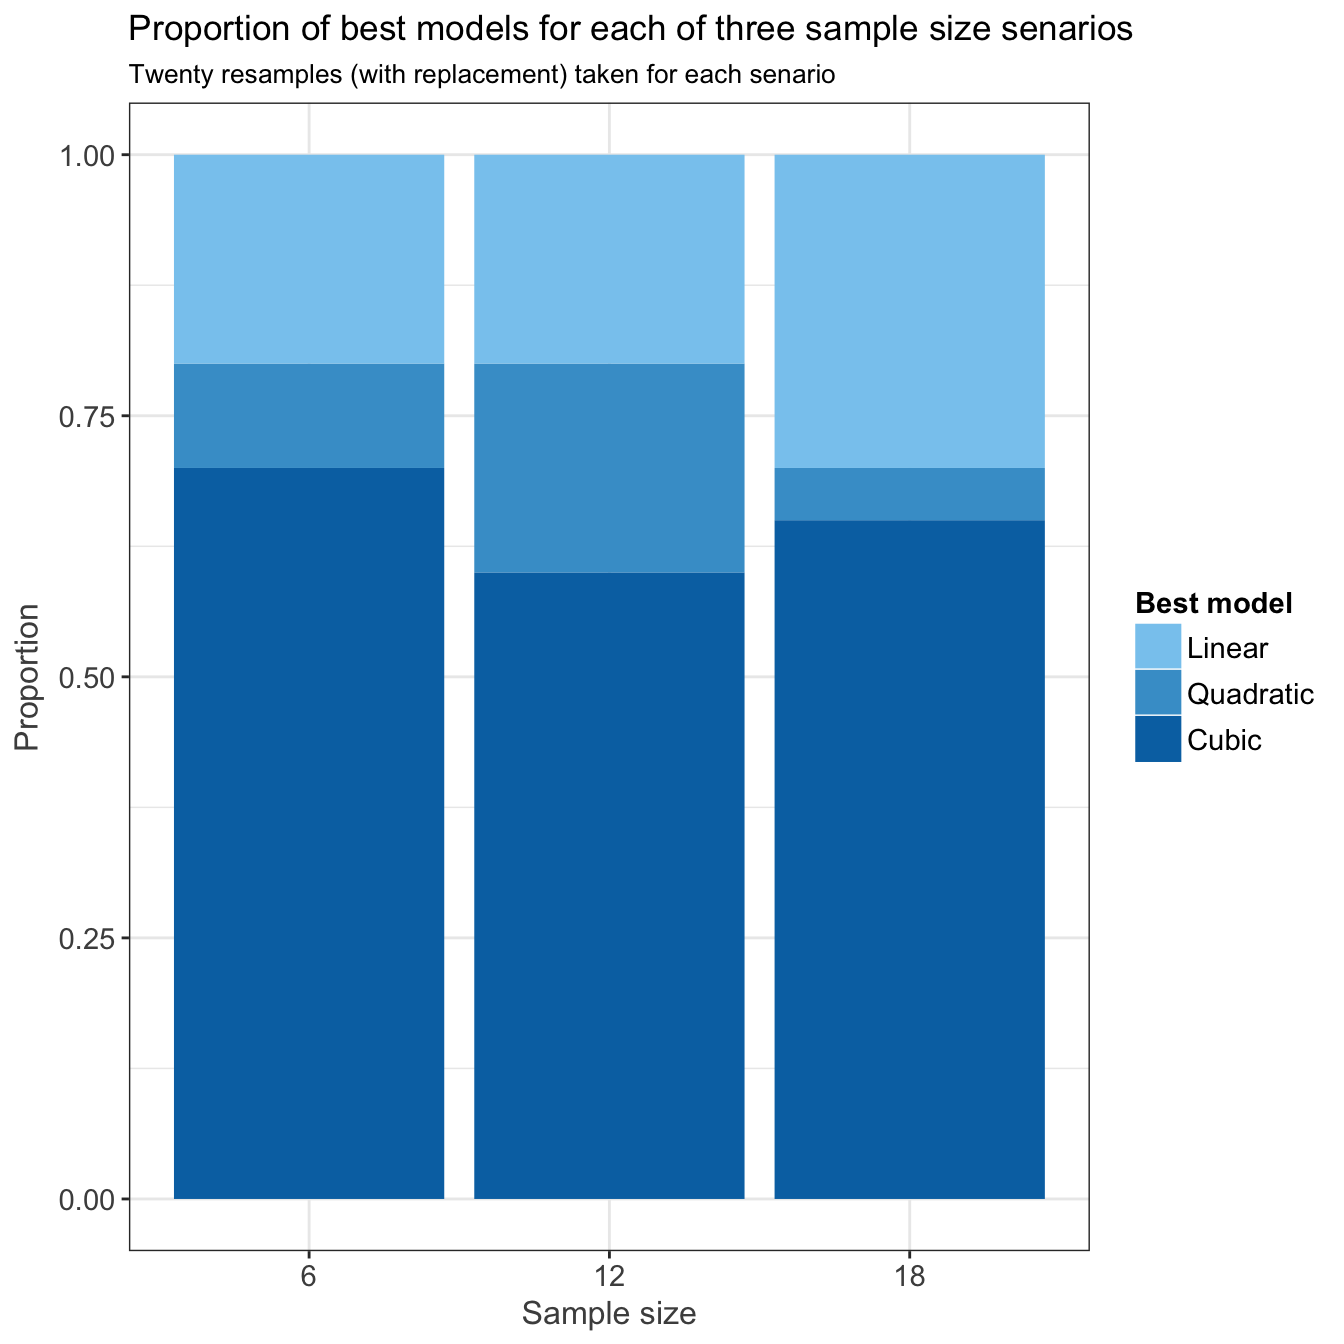 Proportion of best models for each of three sample size senarios
Twenty resamples (with replacement) taken for each senario
1.00
0.75
0.50
0.25
0.00
Proportion
6 12 18
Sample size
Best model
Linear
Quadratic
Cubic